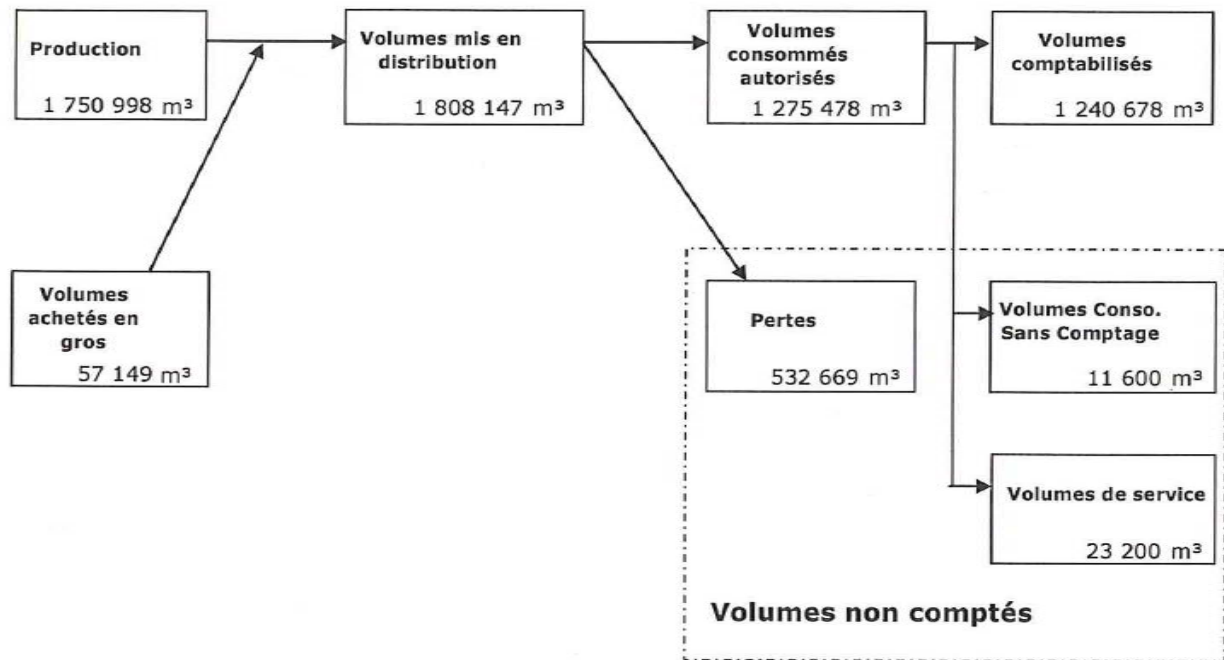 Production
1 750 998 m³
Volumes mis en
distribution
1 808 147 m³
Volumes
consommés
autorisés
1 275 478 m³
Volumes
comptabilisés
1 240 678 m³
Volumes
achetés en
gros
57 149 m³
Pertes
532 669 m³
Volumes Conso.
Sans Comptage
11 600 m³
Volumes de service
23 200 m³
Volumes non comptés